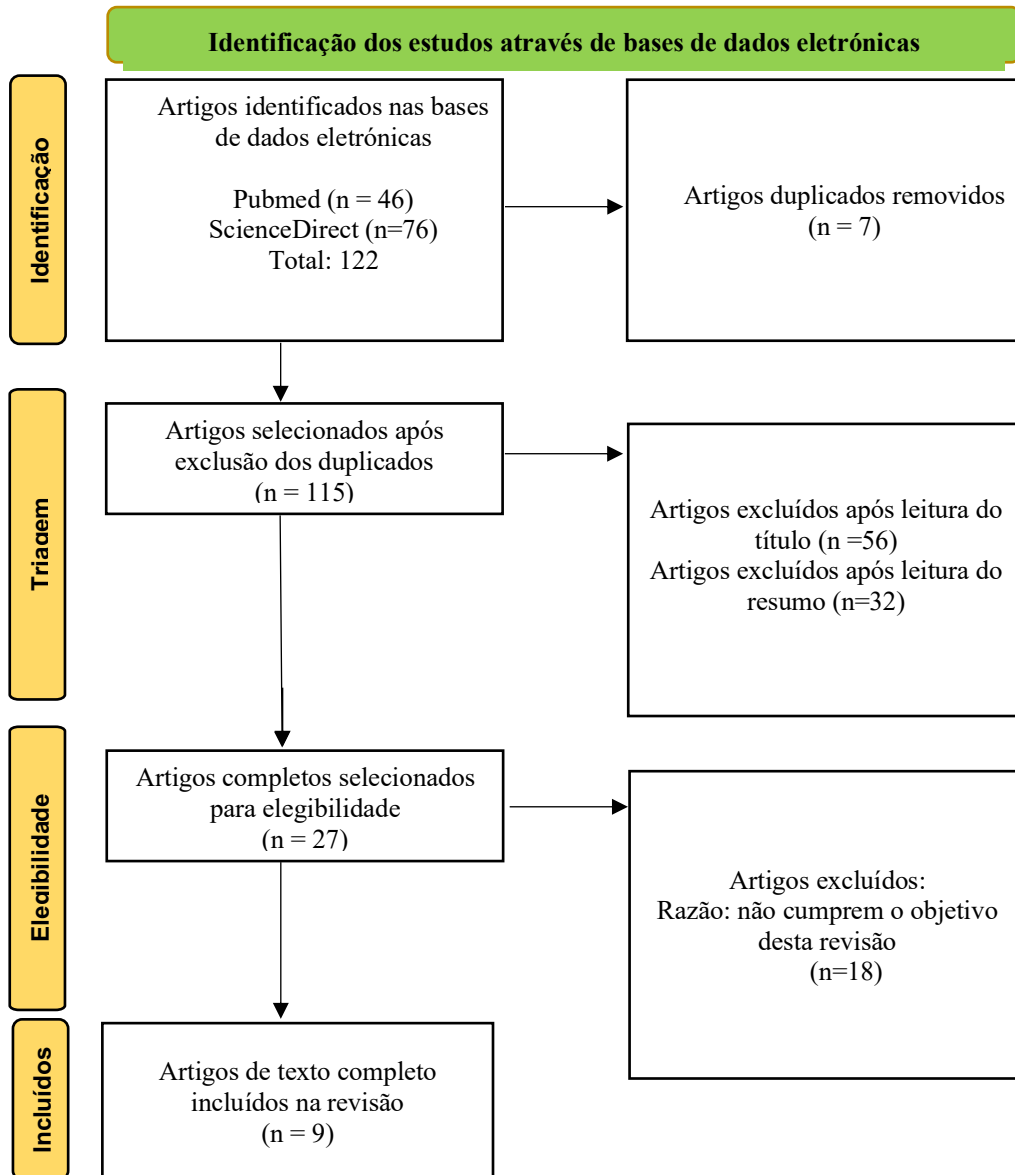 Identificação dos estudos através de bases de dados eletrónicas
Identificação
Artigos identificados nas bases
de dados eletrónicas
Pubmed (n = 46)
ScienceDirect (n=76)
Total: 122
Artigos duplicados removidos
(n = 7)
Triagem
Artigos selecionados após
exclusão dos duplicados
(n = 115)
Artigos excluídos após leitura do
título (n =56)
Artigos excluídos após leitura do
resumo (n=32)
Elegibilidade
Artigos completos selecionados
para elegibilidade
(n = 27)
Artigos excluídos:
Razão: não cumprem o objetivo
desta revisão
(n=18)
Incluídos
Artigos de texto completo
incluídos na revisão
(n = 9)